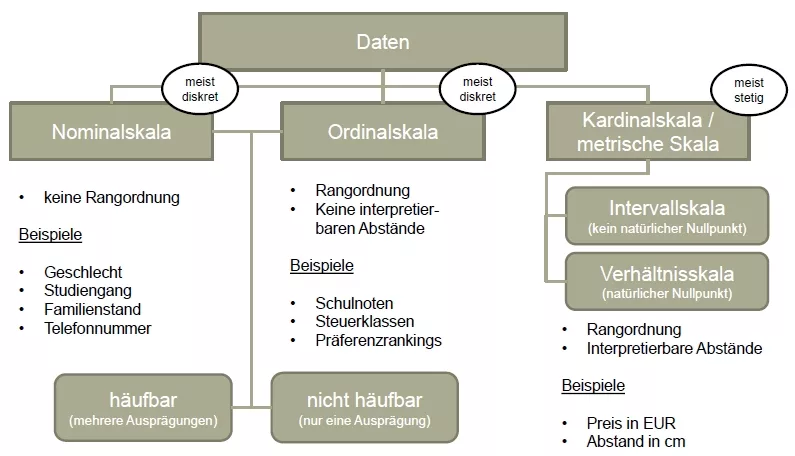 Daten
meist
diskret
meist
diskret
meist
stetig
Nominalskala
Ordinalskala
Kardinalskala /
metrische Skala
• keine Rangordnung
Beispiele
• Geschlecht
• Studiengang
• Familienstand
• Telefonnummer
• Rangordnung
• Keine interpretier-
baren Abstände
Beispiele
• Schulnoten
• Steuerklassen
• Präferenzrankings
Intervallskala
(kein natürlicher Nullpunkt)
Verhältnisskala
(natürlicher Nullpunkt)
• Rangordnung
• Interpretierbare Abstände
Beispiele
• Preis in EUR
• Abstand in cm
häufbar
(mehrere Ausprägungen)
nicht häufbar
(nur eine Ausprägung)